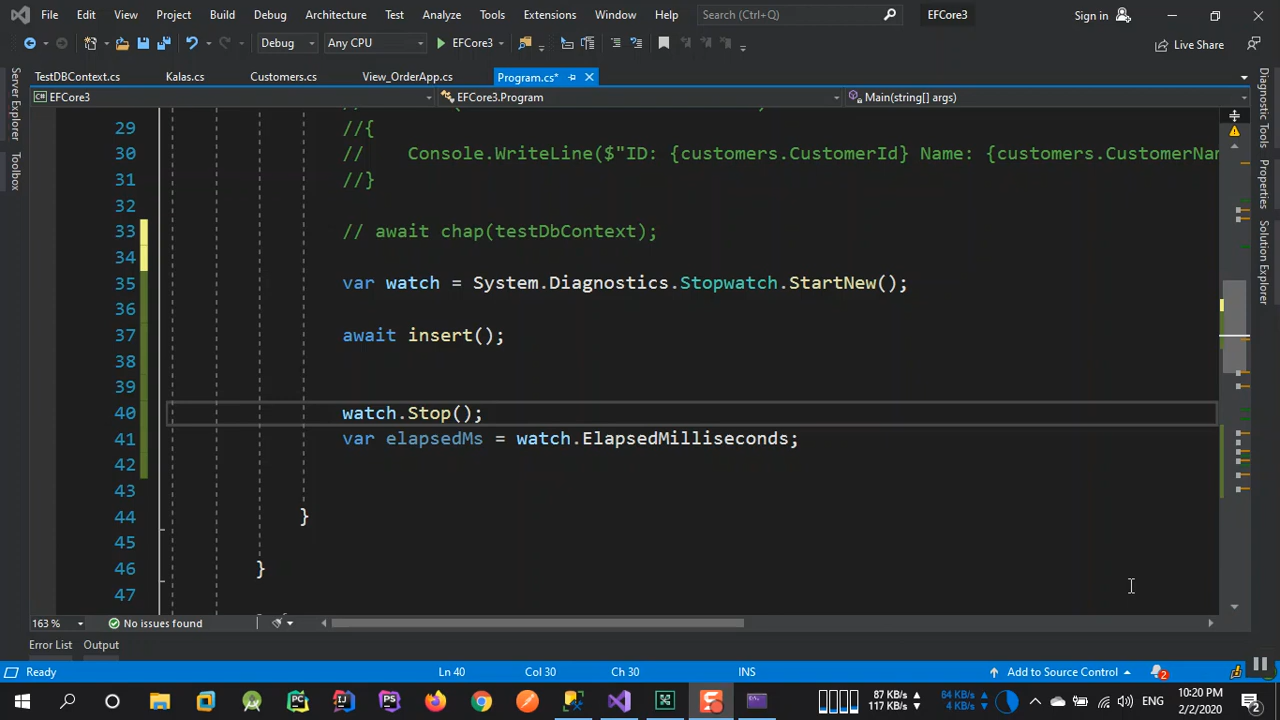 File Edit View Project Build Debug Architecture Test Analyze Tools Extensions Window Help Search (Ctrl+Q) EFCore3 Sign in
Debug Any CPU EFCore3 Live Share
TestDBContext.cs Kalas.cs Customers.cs View_OrderApp.cs Program.cs*
EFCore3 EFCore3.Program Main(string[] args)
Server Explorer
Toolbox
Diagnostic Tools
Properties
Solution Explorer
29 //{
30 // Console.WriteLine($"ID: {customers.CustomerId} Name: {customers.CustomerNam
31 //}
32
33 // await chap(testDbContext);
34
35 var watch = System.Diagnostics.Stopwatch.StartNew();
36
37 await insert();
38
39
40 watch.Stop();
41 var elapsedMs = watch.ElapsedMilliseconds;
42
43
44 }
45
46 }
47
163 % No issues found
Error List Output
Ready Ln 40 Col 30 Ch 30 INS Add to Source Control 2
87 KB/s 117 KB/s 64 KB/s 4 KB/s ENG 10:20 PM 2/2/2020 2